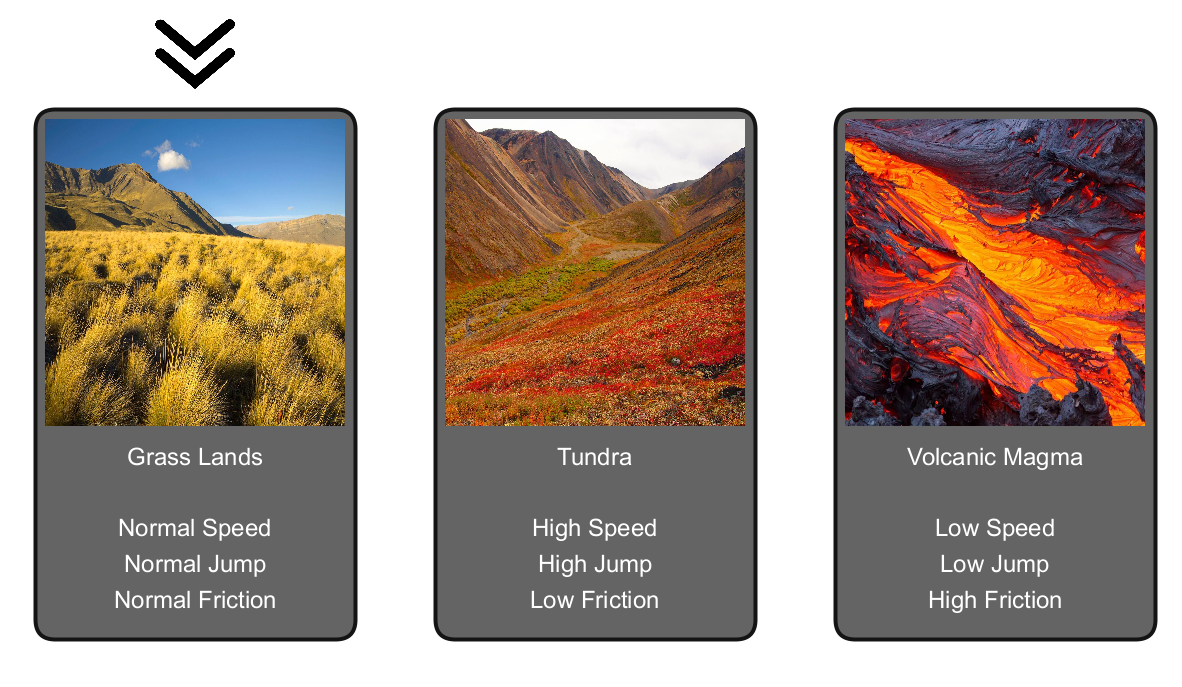 Grass Lands
Normal Speed
Normal Jump
Normal Friction
Tundra
High Speed
High Jump
Low Friction
Volcanic Magma
Low Speed
Low Jump
High Friction